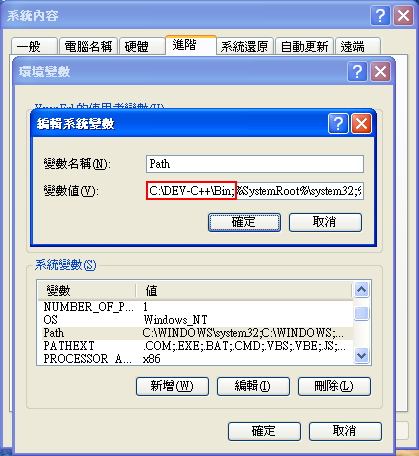 系統內容
一般 電腦名稱 硬體 進階 系統還原 自動更新 遠端
環境變數
的使用者變數(U)
編輯系統變數
變數名稱(N): Path
變數值(V): C:\DEV-C++\Bin;%SystemRoot%\system32;%
確定 取消
系統變數(S)
變數 值
NUMBER_OF_P... 1
OS Windows_NT
Path C:\WINDOWS\system32;C:\WINDOWS;...
PATHEXT .COM;.EXE;.BAT;.CMD;.VBS;.VBE;.JS;...
PROCESSOR_A... x86
新增(W) 編輯(I) 刪除(L)
確定 取消